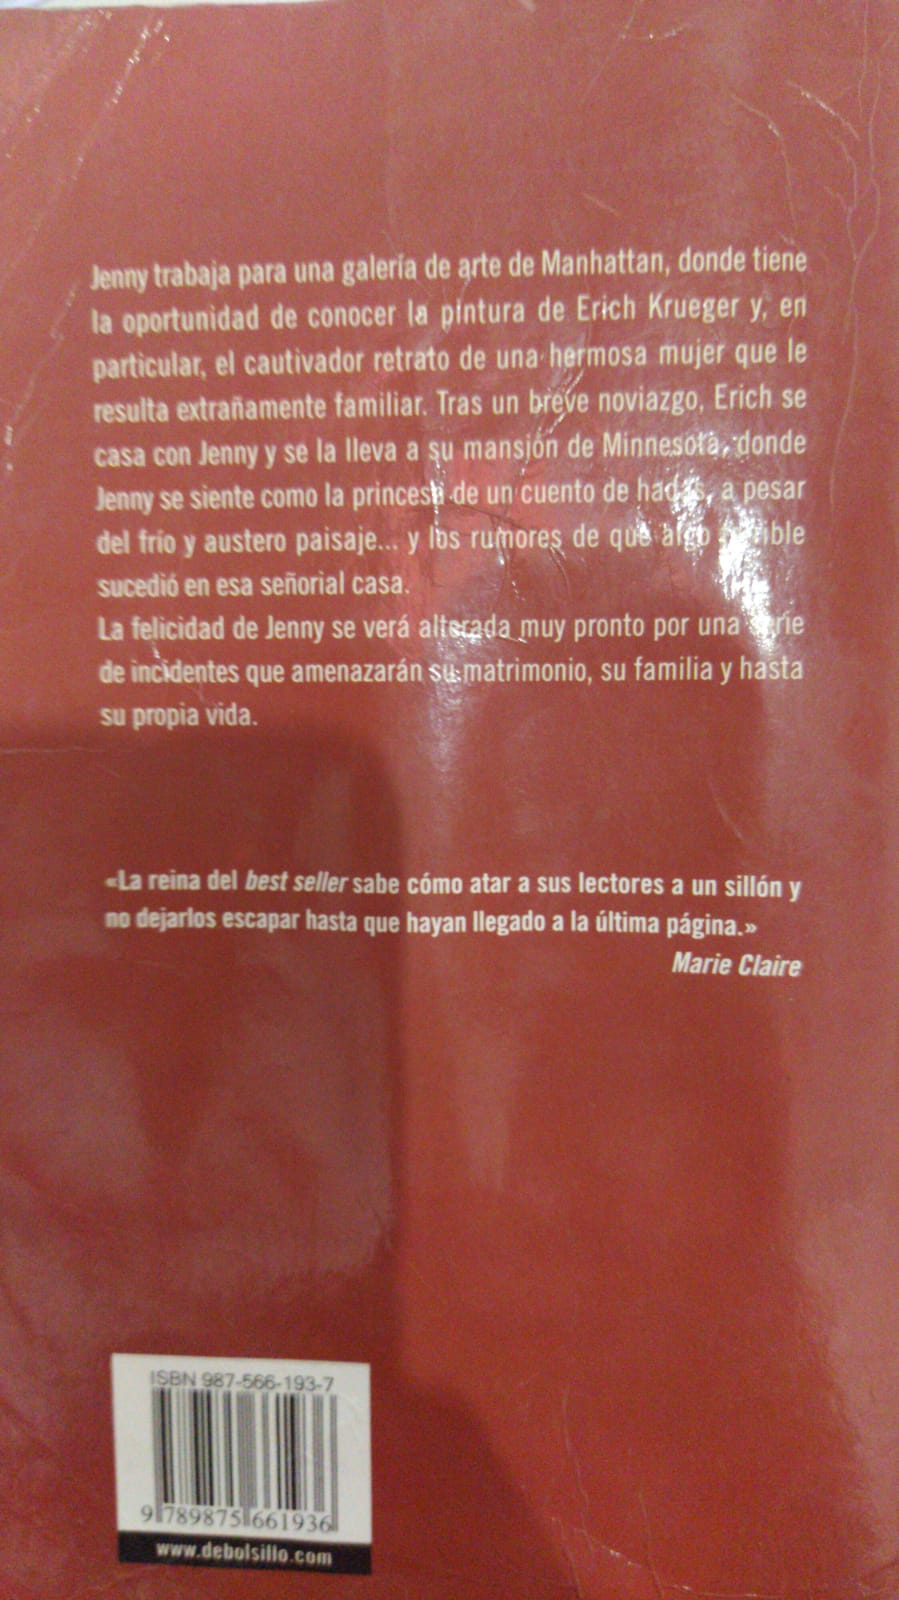 Jenny trabaja para una galería de arte de Manhattan, donde tiene
la oportunidad de conocer la pintura de Erich Krueger y, en
particular, el cautivador retrato de una hermosa mujer que le
resulta extrañamente familiar. Tras un breve noviazgo, Erich se
casa con Jenny y se la lleva a su mansión de Minnesota, donde
Jenny se siente como la princesa de un cuento de hadas, a pesar
del frío y austero paisaje... y los rumores de que algo
sucedió en esa señorial casa.
La felicidad de Jenny se verá alterada muy pronto por una serie
de incidentes que amenazarán su matrimonio, su familia y hasta
su propia vida.
«La reina del best seller sabe cómo atar a sus lectores a un sillón y
no dejarlos escapar hasta que hayan llegado a la última página.»
Marie Claire
ISBN 987-566-193-7
9 789875 661936
www.debolsillo.com